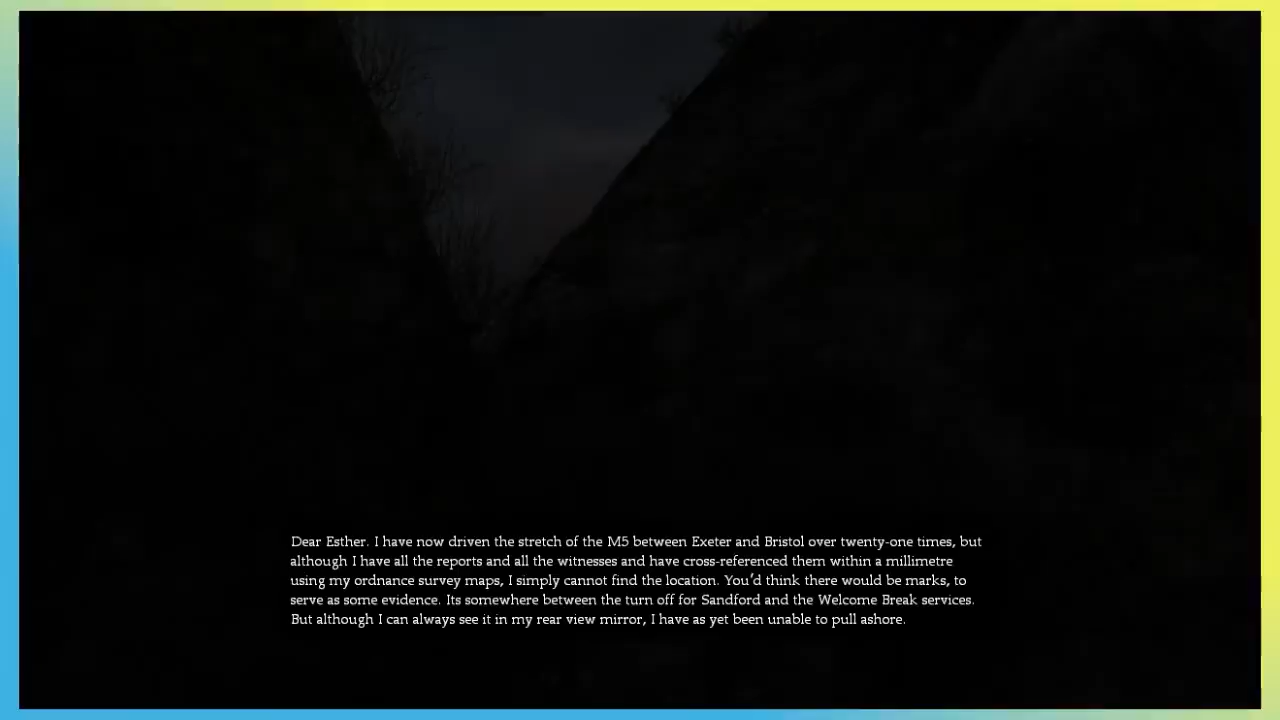 Dear Esther. I have now driven the stretch of the M5 between Exeter and Bristol over twenty-one times, but
although I have all the reports and all the witnesses and have cross-referenced them within a millimetre
using my ordnance survey maps, I simply cannot find the location. You'd think there would be marks, to
serve as some evidence. Its somewhere between the turn off for Sandford and the Welcome Break services.
But although I can always see it in my rear view mirror, I have as yet been unable to pull ashore.